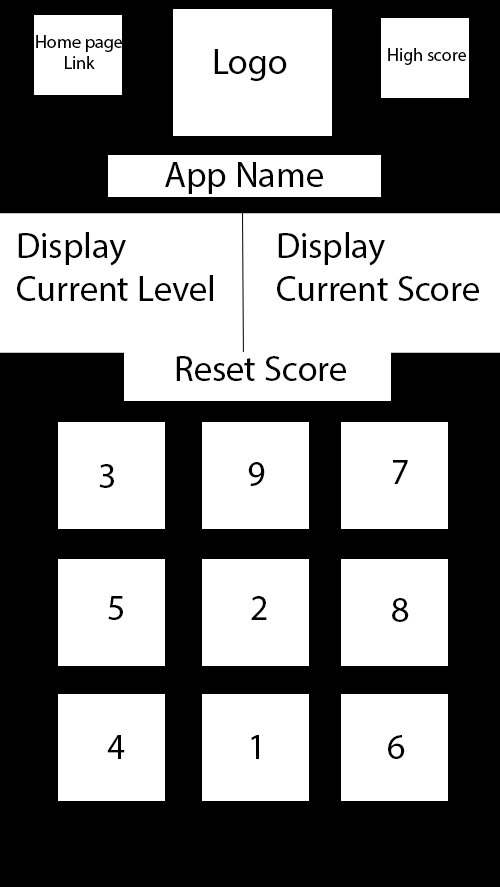 Home page
Link
Logo
High score
App Name
Display
Current Level
Display
Current Score
Reset Score
3 9 7
5 2 8
4 1 6